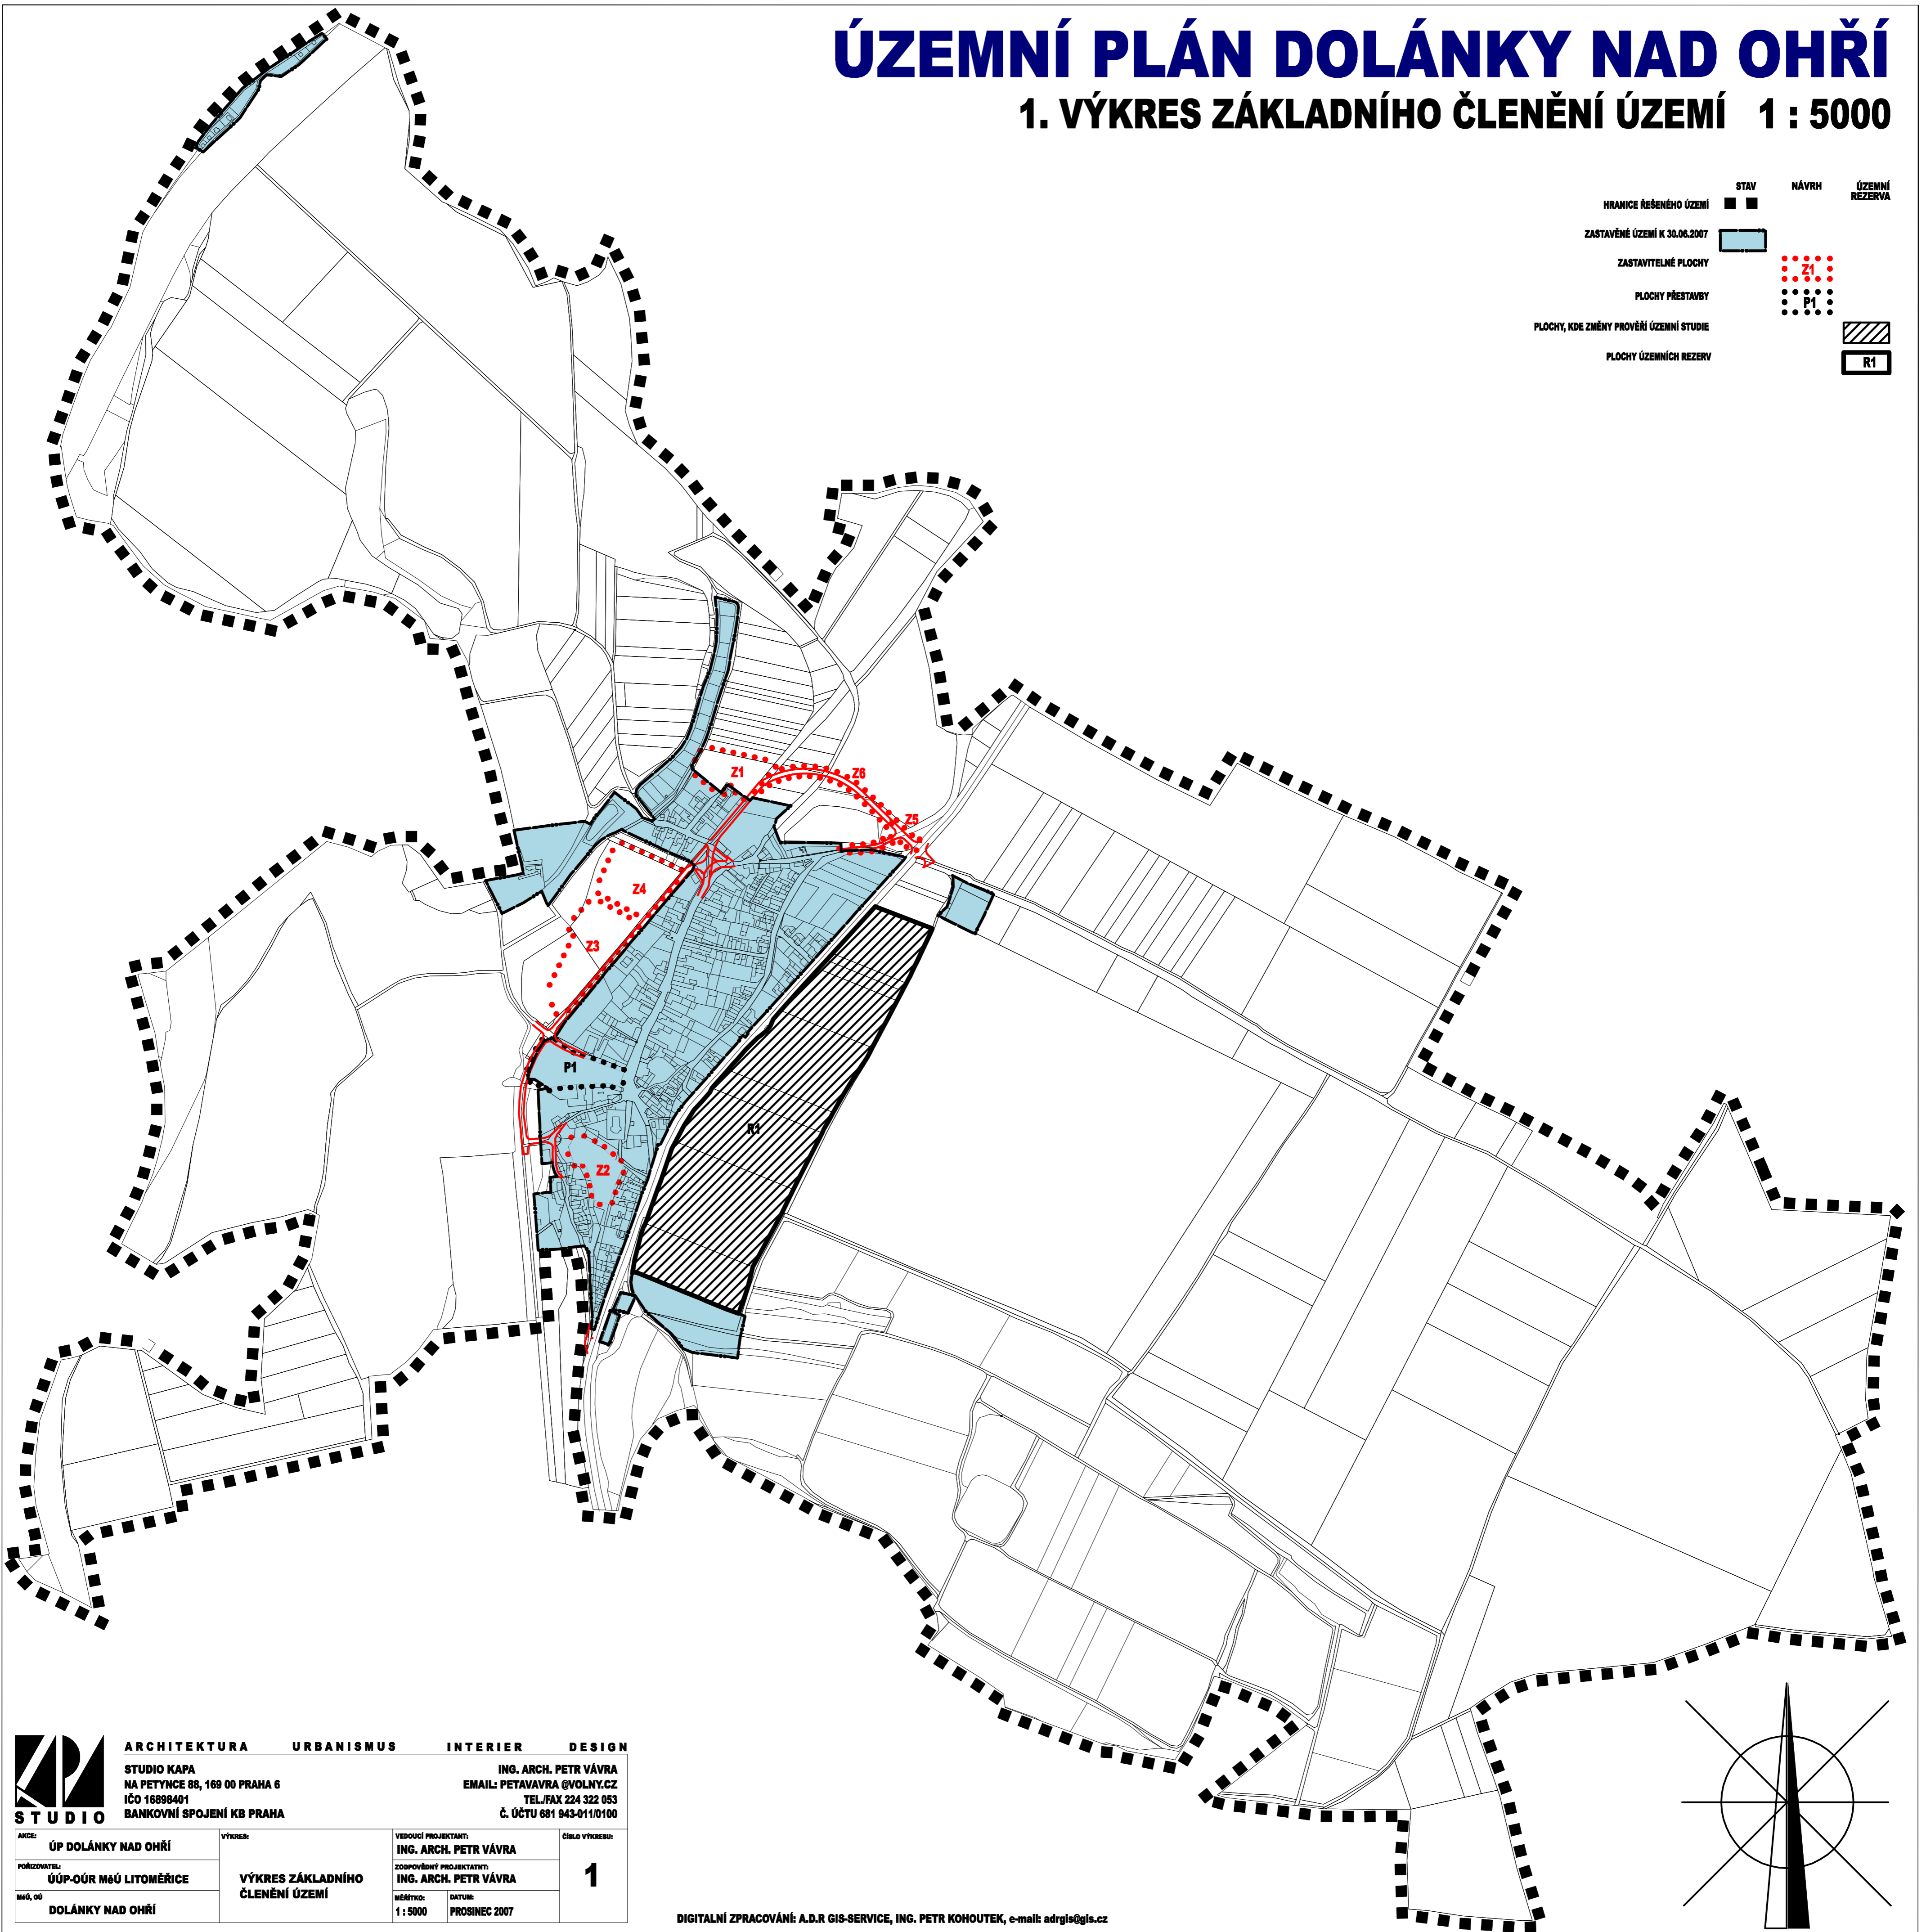 ÚZEMNÍ PLÁN DOLÁNKY NAD OHŘÍ
1. VÝKRES ZÁKLADNÍHO ČLENĚNÍ ÚZEMÍ 1 : 5000
STAV NÁVRH ÚZEMNÍ
REZERVA
HRANICE ŘEŠENÉHO ÚZEMÍ
ZASTAVĚNÉ ÚZEMÍ K 30.06.2007
ZASTAVITELNÉ PLOCHY Z1
PLOCHY PŘESTAVBY P1
PLOCHY, KDE ZMĚNY PROVĚŘÍ ÚZEMNÍ STUDIE
PLOCHY ÚZEMNÍCH REZERV R1
Z1
Z6
Z5
Z4
Z3
P1
R1
Z2
STUDIO
ARCHITEKTURA URBANISMUS INTERIER DESIGN
STUDIO KAPA ING. ARCH. PETR VÁVRA
NA PETYNCE 88, 169 00 PRAHA 6 EMAIL: PETAVAVRA @VOLNY.CZ
IČO 16898401 TEL./FAX 224 322 053
BANKOVNÍ SPOJENÍ KB PRAHA Č. ÚČTU 681 943-011/0100
AKCE: VÝKRES: VEDOUCÍ PROJEKTANT: ČÍSLO VÝKRESU:
ÚP DOLÁNKY NAD OHŘÍ ING. ARCH. PETR VÁVRA
POŘIZOVATEL: ZODPOVĚDNÝ PROJEKTATNT:
ÚÚP-OÚR MěÚ LITOMĚŘICE VÝKRES ZÁKLADNÍHO ING. ARCH. PETR VÁVRA 1
ČLENĚNÍ ÚZEMÍ
MěÚ, OÚ MĚŘÍTKO: DATUM:
DOLÁNKY NAD OHŘÍ 1 : 5000 PROSINEC 2007
DIGITALNÍ ZPRACOVÁNÍ: A.D.R GIS-SERVICE, ING. PETR KOHOUTEK, e-mail: adrgis@gis.cz